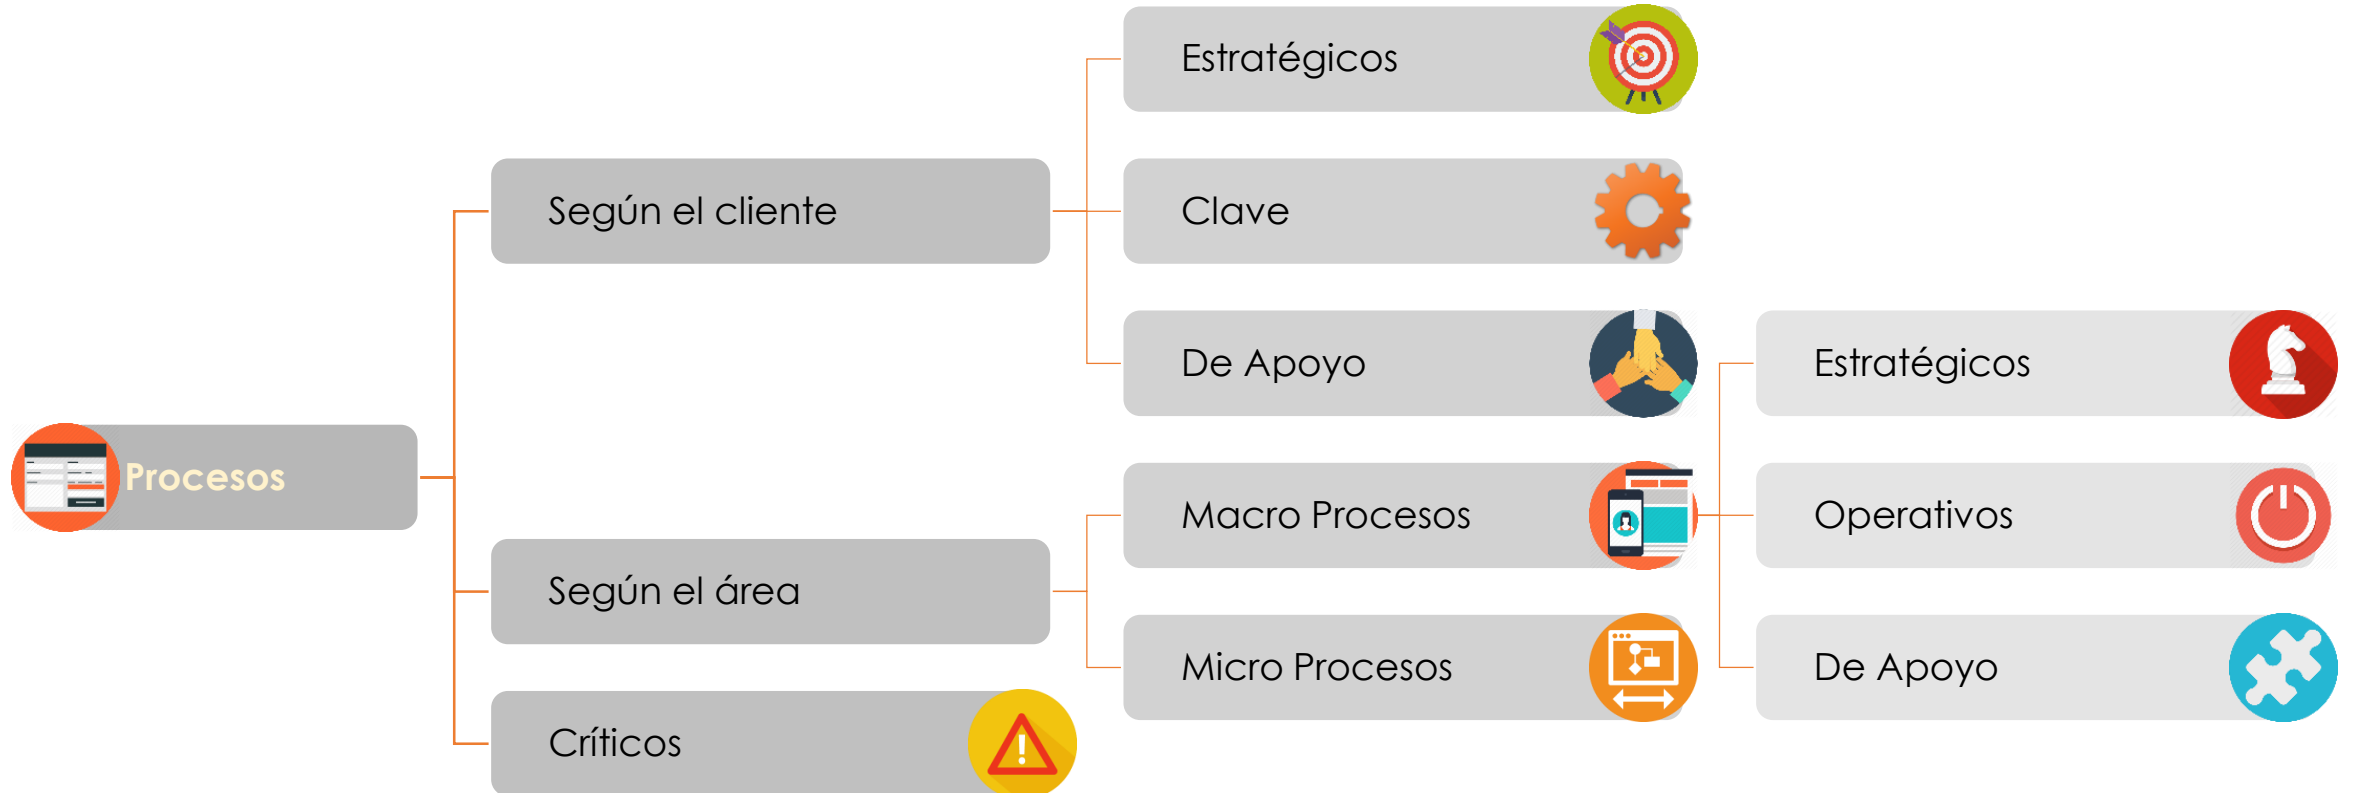 Procesos
Según el cliente
Estratégicos
Clave
De Apoyo
Según el área
Macro Procesos
Estratégicos
Operativos
De Apoyo
Micro Procesos
Críticos